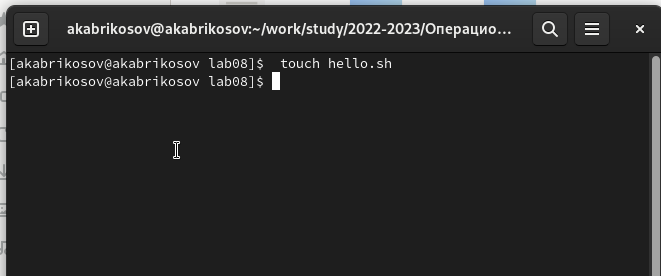 akabrikosov@akabrikosov:~/work/study/2022-2023/Операцио...
[akabrikosov@akabrikosov lab08]$  touch hello.sh
[akabrikosov@akabrikosov lab08]$